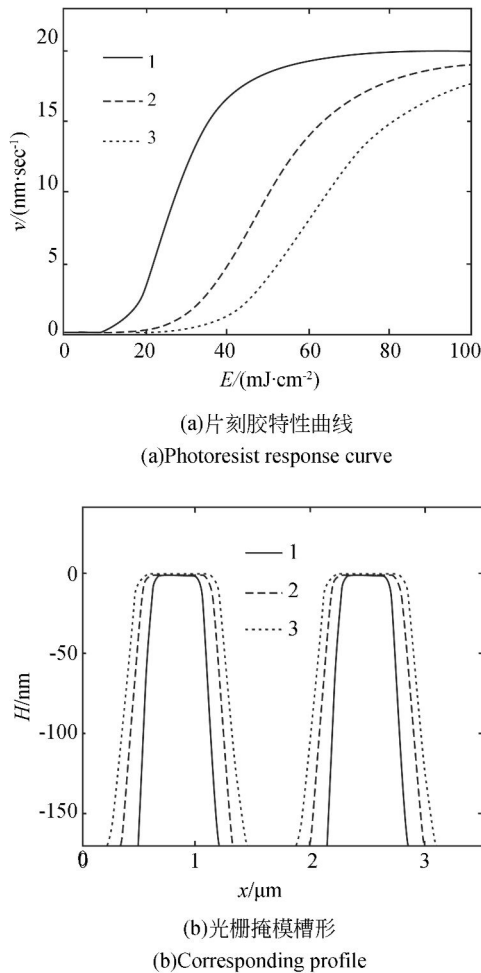 20
15
10
5
0
1
2
3
v/(nm·sec⁻¹)
0 20 40 60 80 100
E/(mJ·cm⁻²)
(a)片刻胶特性曲线
(a)Photoresist response curve
0
-50
-100
-150
1
2
3
H/nm
0 1 2 3
x/μm
(b)光栅掩模槽形
(b)Corresponding profile